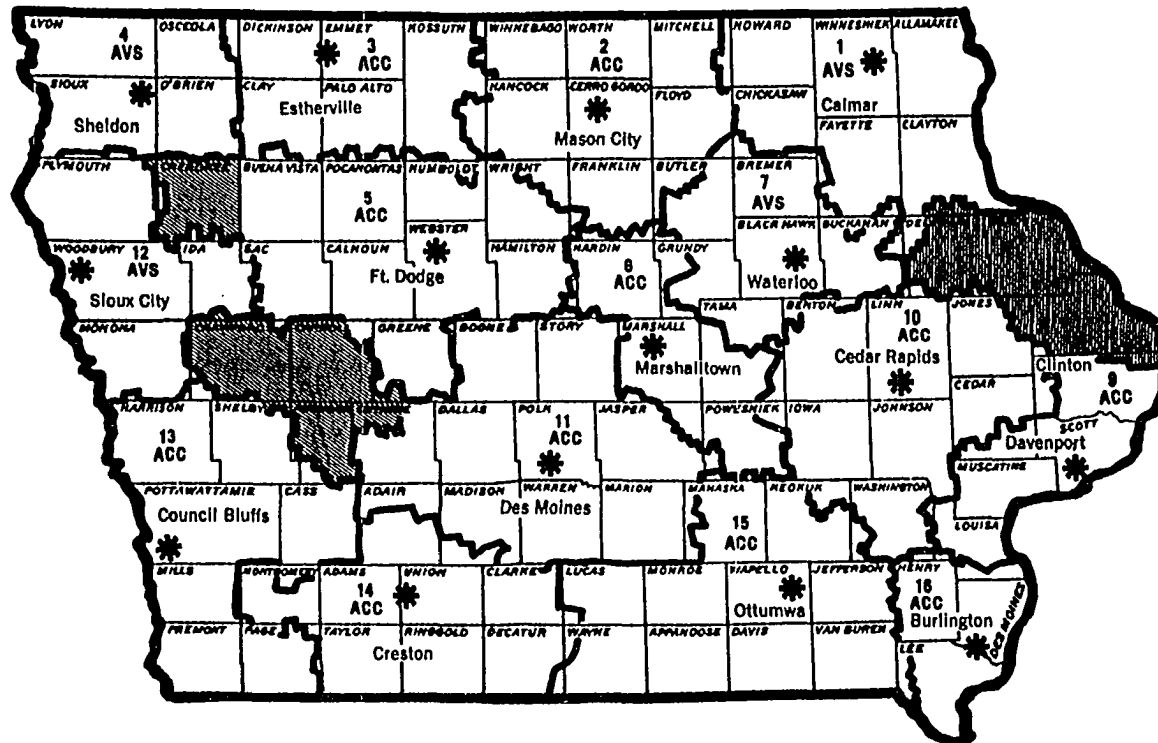 LYON OSCEOLA DICKINSON EMMET KOSSUTH WINNEBAGO WORTH MITCHELL HOWARD WINNESHIEK ALLAMAKEE
4 AVS
3 ACC
2 ACC
1 AVS
SIOUX O'BRIEN CLAY PALO ALTO HANCOCK CERRO GORDO FLOYD CHICKASAW
Sheldon
Estherville
Mason City
Calmar
FAYETTE CLAYTON
PLYMOUTH BUENA VISTA POCAHONTAS HUMBOLDT WRIGHT FRANKLIN BUTLER BREMER
5 ACC
7 AVS
WOODBURY IDA SAC CALHOUN WEBSTER HAMILTON HARDIN GRUNDY BLACK HAWK BUCHANAN DEL
12 AVS
Sioux City
Ft. Dodge
6 ACC
Waterloo
MONONA GREENE BOONE STORY MARSHALL TAMA BENTON LINN JONES
Marshalltown
10 ACC
Cedar Rapids
Clinton
9 ACC
CEDAR
HARRISON SHELBY DALLAS POLK JASPER POWESHIEK IOWA JOHNSON SCOTT
13 ACC
11 ACC
Davenport
MUSCATINE
POTTAWATTAMIE CASS ADAIR MADISON WARREN MARION MAHASKA KEOKUK WASHINGTON
Council Bluffs
Des Moines
15 ACC
LOUISA
MILLS MONTGOMERY ADAMS UNION CLARKE LUCAS MONROE WAPELLO JEFFERSON HENRY
14 ACC
Ottumwa
16 ACC
Burlington
DES MOINES
FREMONT PAGE TAYLOR RINGGOLD DECATUR WAYNE APPANOOSE DAVIS VAN BUREN LEE
Creston